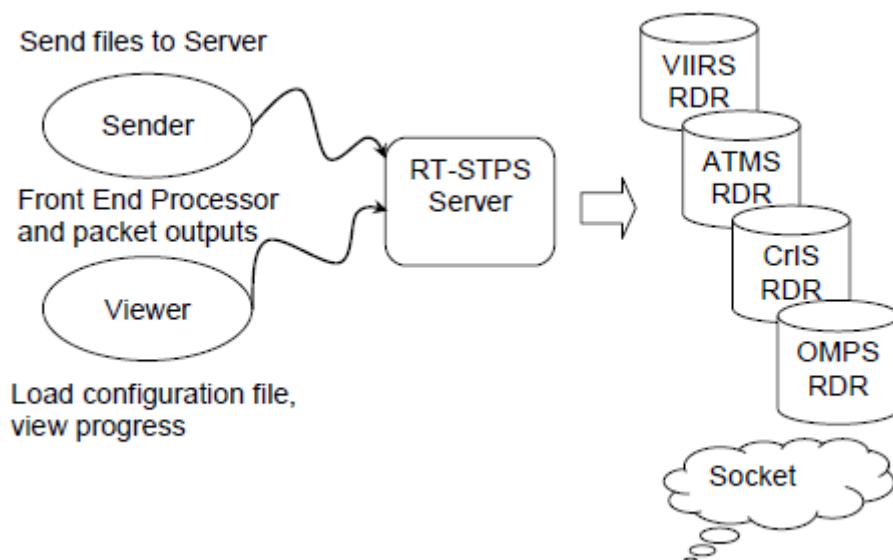 Send files to Server
Sender
Front End Processor
and packet outputs
Viewer
Load configuration file,
view progress
RT-STPS
Server
VIIRS
RDR
ATMS
RDR
CrIS
RDR
OMPS
RDR
Socket